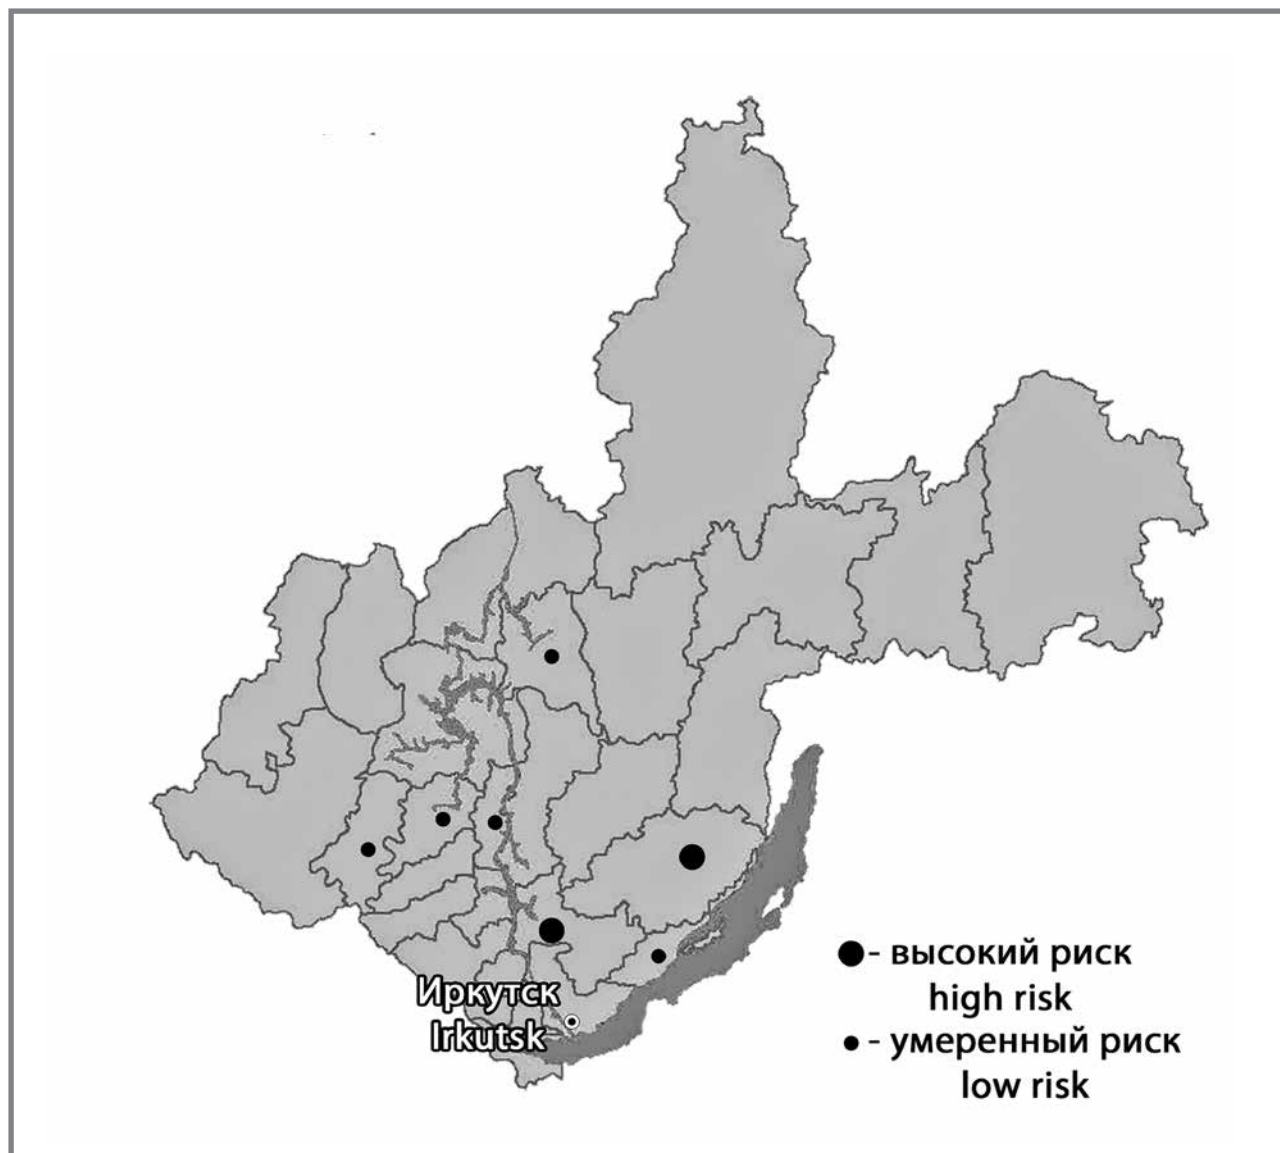 Иркутск
Irkutsk
- высокий риск
high risk
- умеренный риск
low risk